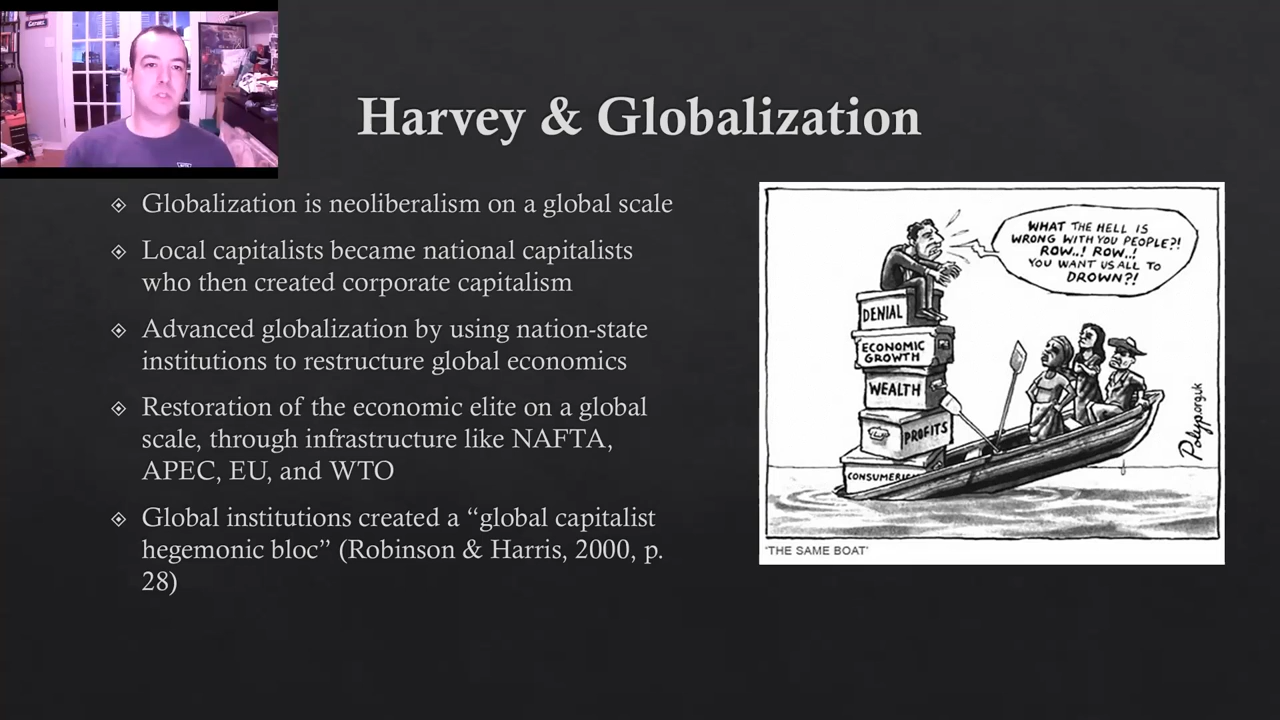 Harvey & Globalization
Globalization is neoliberalism on a global scale
Local capitalists became national capitalists
who then created corporate capitalism
Advanced globalization by using nation-state
institutions to restructure global economics
Restoration of the economic elite on a global
scale, through infrastructure like NAFTA,
APEC, EU, and WTO
Global institutions created a “global capitalist
hegemonic bloc” (Robinson & Harris, 2000, p.
28)
WHAT THE HELL IS
WRONG WITH YOU PEOPLE?!
ROW..! ROW..!
YOU WANT US ALL TO
DROWN?!
DENIAL
ECONOMIC
GROWTH
WEALTH
PROFITS
Polyp.org.uk
'THE SAME BOAT'